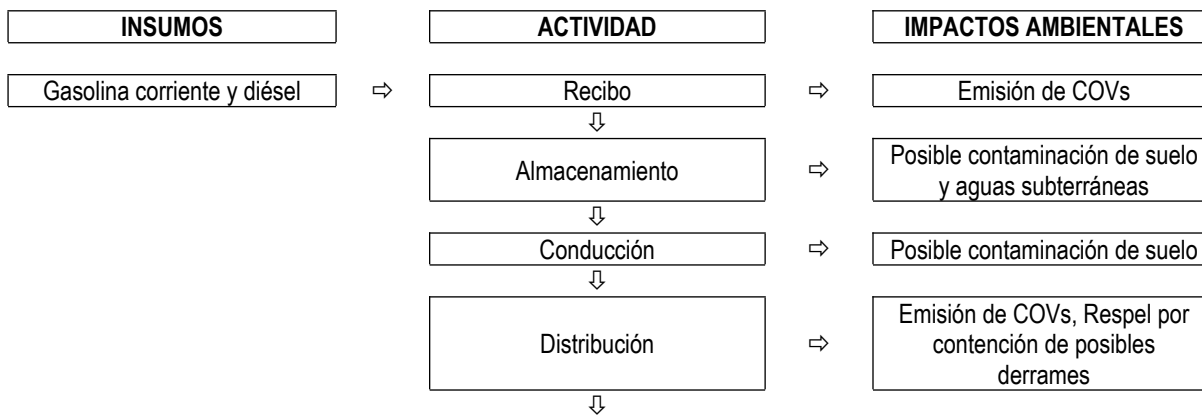 INSUMOS ACTIVIDAD IMPACTOS AMBIENTALES
Gasolina corriente y diésel ⇨ Recibo ⇨ Emisión de COVs
⇩
Almacenamiento ⇨ Posible contaminación de suelo
y aguas subterráneas
⇩
Conducción ⇨ Posible contaminación de suelo
⇩
Distribución ⇨ Emisión de COVs, Respel por
contención de posibles
derrames
⇩